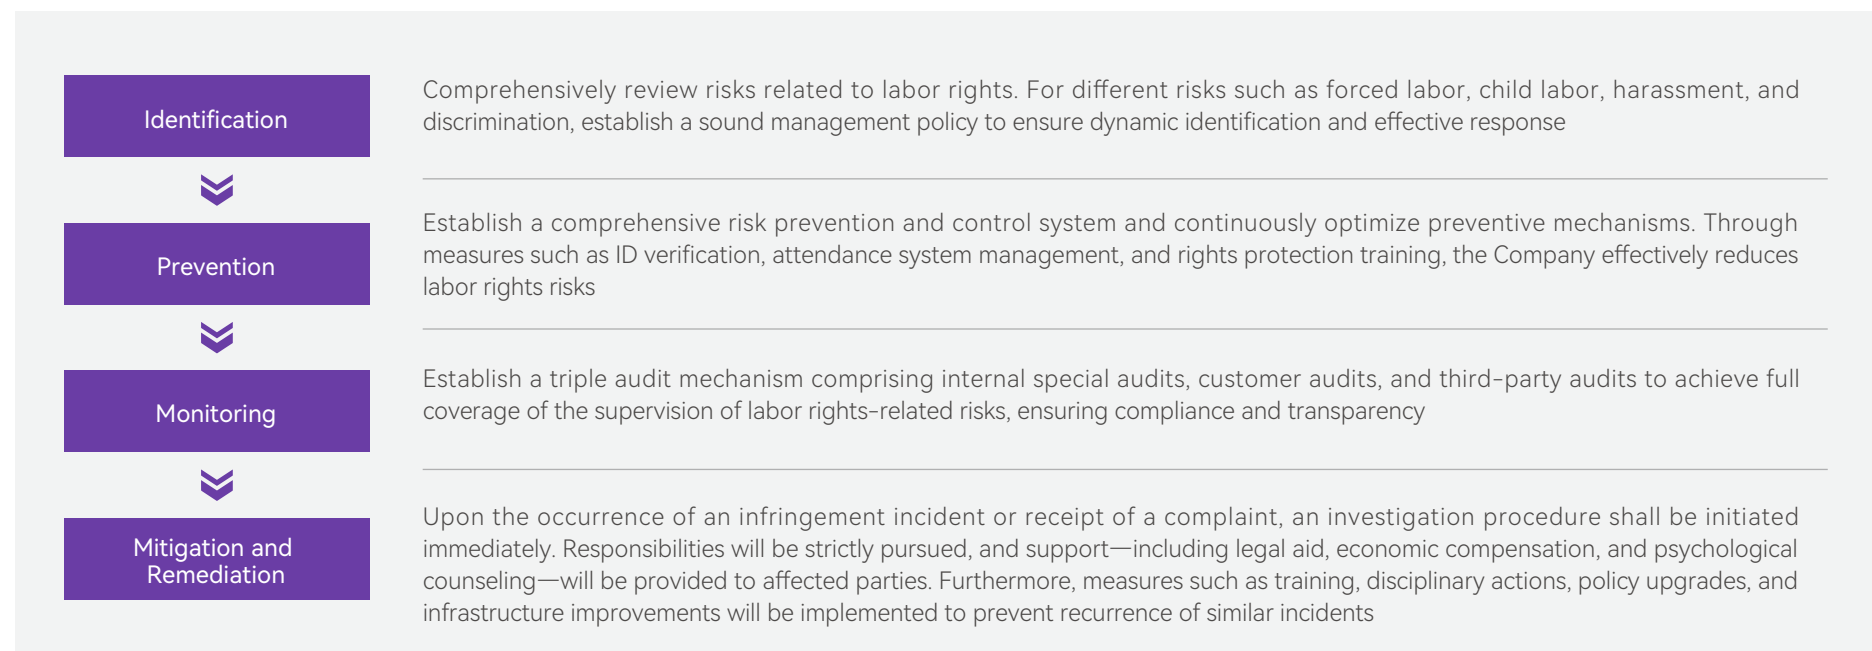 Identification
Comprehensively review risks related to labor rights. For different risks such as forced labor, child labor, harassment, and
discrimination, establish a sound management policy to ensure dynamic identification and effective response
Prevention
Establish a comprehensive risk prevention and control system and continuously optimize preventive mechanisms. Through
measures such as ID verification, attendance system management, and rights protection training, the Company effectively reduces
labor rights risks
Monitoring
Establish a triple audit mechanism comprising internal special audits, customer audits, and third-party audits to achieve full
coverage of the supervision of labor rights-related risks, ensuring compliance and transparency
Mitigation and
Remediation
Upon the occurrence of an infringement incident or receipt of a complaint, an investigation procedure shall be initiated
immediately. Responsibilities will be strictly pursued, and support—including legal aid, economic compensation, and psychological
counseling—will be provided to affected parties. Furthermore, measures such as training, disciplinary actions, policy upgrades, and
infrastructure improvements will be implemented to prevent recurrence of similar incidents